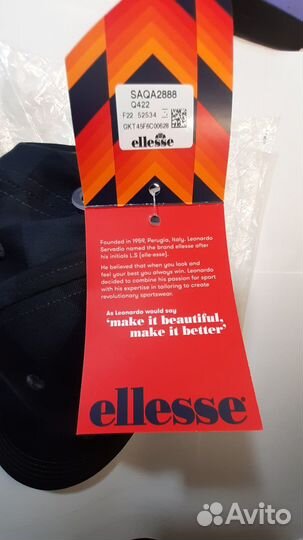 SAQA2888
Q422
F22 52534
GKT45F6C00628
ellesse
Founded in 1959, Perugia, Italy. Leonardo
Servadio named the brand ellesse after
his initials L.S (elle-esse).
He believed that when you look and
feel your best you always win. Leonardo
decided to combine his passion for sport
with his expertise in tailoring to create
revolutionary sportswear.
As Leonardo would say
'make it beautiful,
make it better'
ellesse
Avito